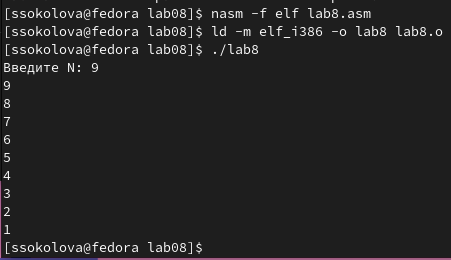 [ssokolova@fedora lab08]$ nasm -f elf lab8.asm
[ssokolova@fedora lab08]$ ld -m elf_i386 -o lab8 lab8.o
[ssokolova@fedora lab08]$ ./lab8
Введите N: 9
9
8
7
6
5
4
3
2
1
[ssokolova@fedora lab08]$